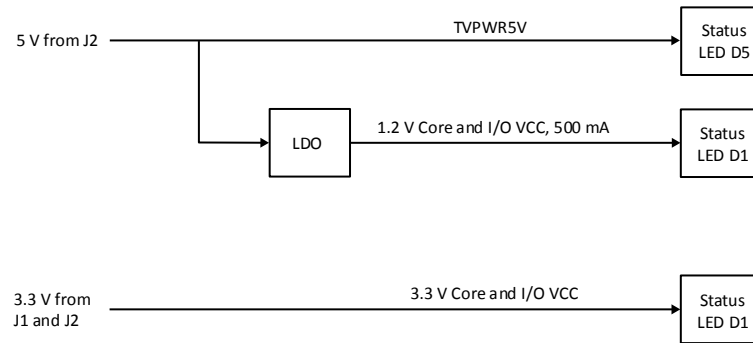 TVPWR5V
5 V from J2
Status
LED D5
1.2 V Core and I/O VCC, 500 mA
LDO
Status
LED D1
3.3 V from
J1 and J2
3.3 V Core and I/O VCC
Status
LED D1